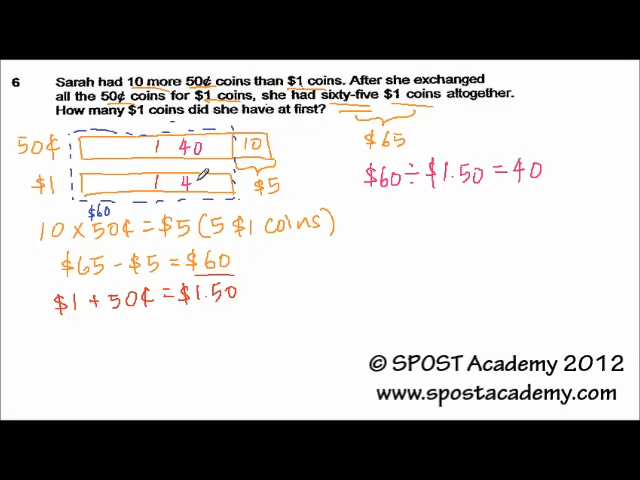 6 Sarah had 10 more 50¢ coins than $1 coins. After she exchanged
all the 50¢ coins for $1 coins, she had sixty-five $1 coins altogether.
How many $1 coins did she have at first?
50¢ 1 40 10 $65
$1 1 4 $5 $60 ÷ $1.50 = 40
$60
10 × 50¢ = $5 (5 $1 coins)
$65 - $5 = $60
$1 + 50¢ = $1.50
© SPOST Academy 2012
www.spostacademy.com